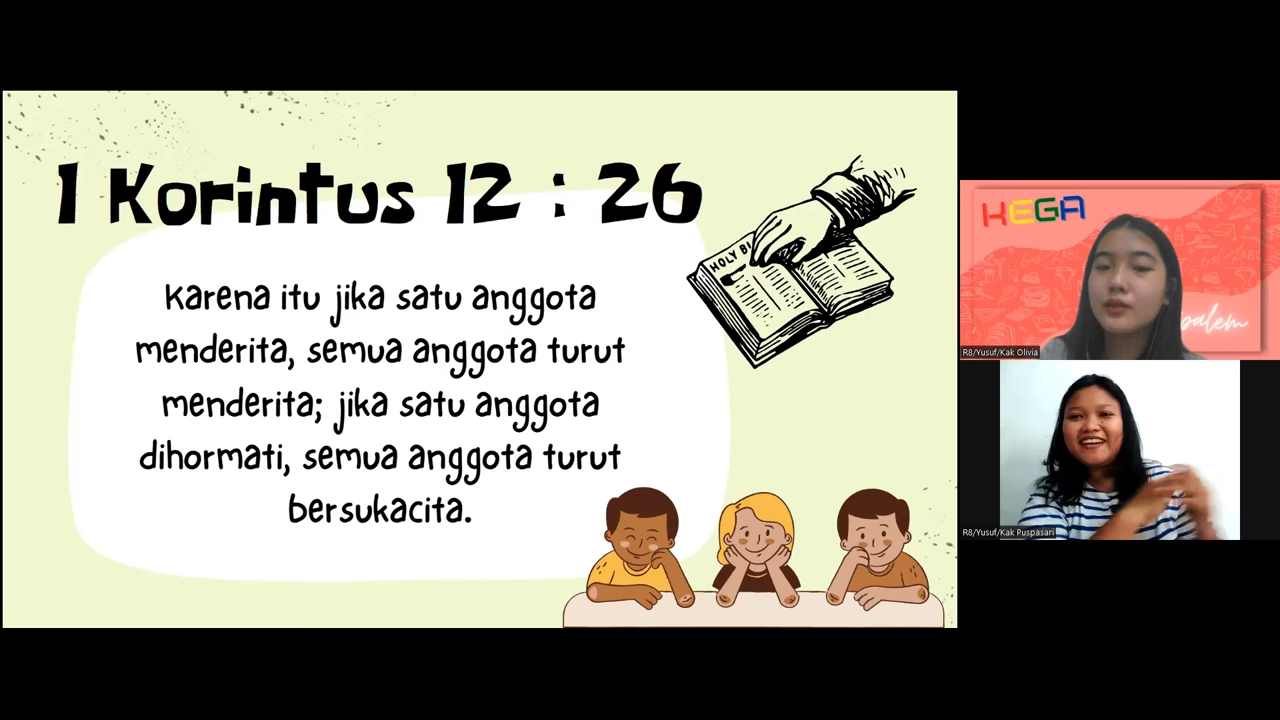 1 Korintus 12 : 26
Karena itu jika satu anggota
menderita, semua anggota turut
menderita; jika satu anggota
dihormati, semua anggota turut
bersukacita.
HOLY BI
KEGA
palem
R8/Yusuf/Kak Olivia
R8/Yusuf/Kak Puspasari